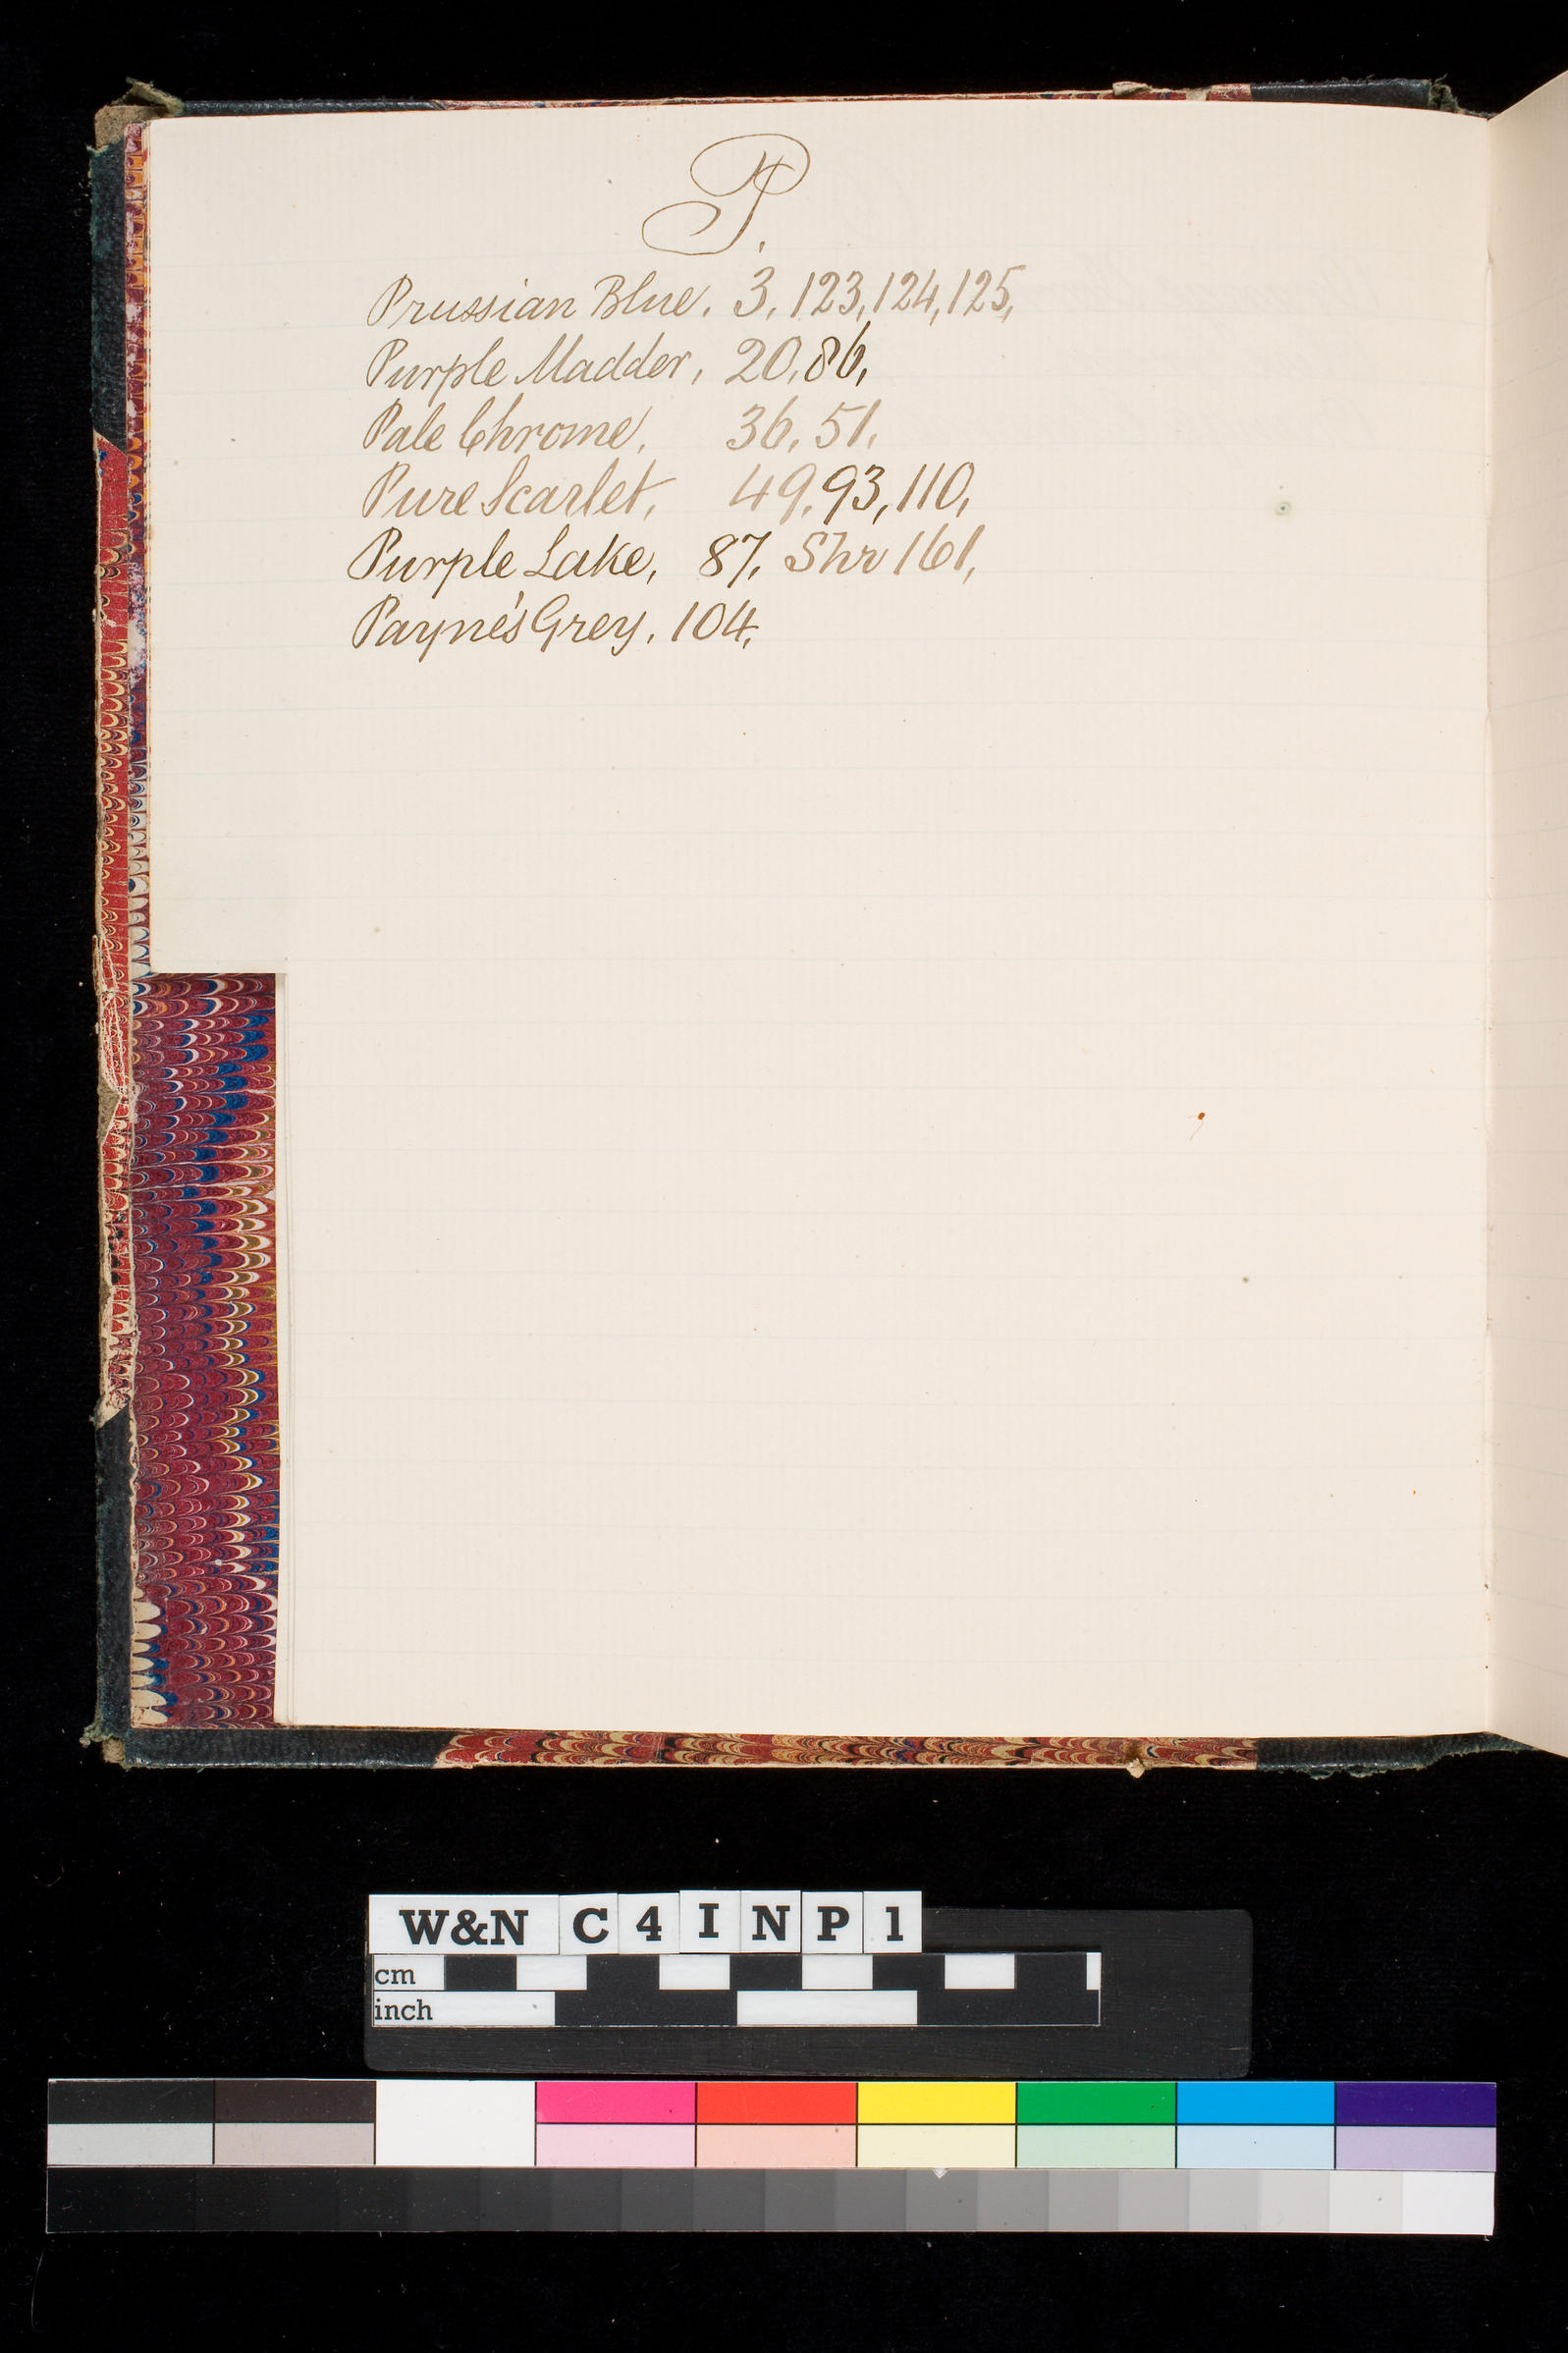 P.
Prussian Blue. 3, 123, 124, 125,
Purple Madder, 20, 86,
Pale Chrome, 36, 51,
Pure Scarlet, 49, 93, 110,
Purple Lake, 87, Shr 161,
Payne's Grey, 104,
W&N C 4 I N P 1
cm
inch